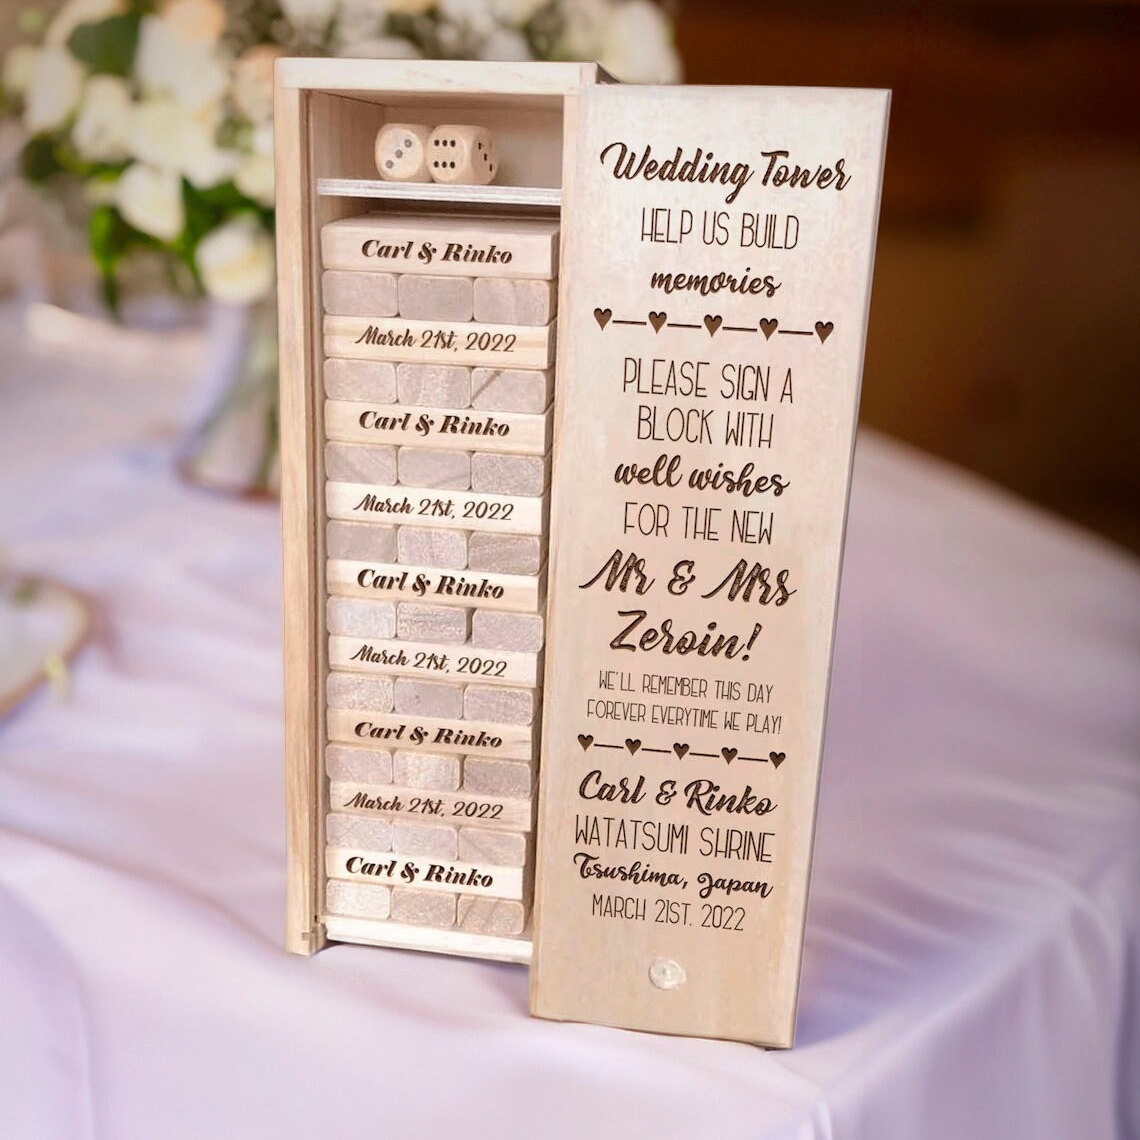 Carl & Rinko
March 21st, 2022
Carl & Rinko
March 21st, 2022
Carl & Rinko
March 21st, 2022
Carl & Rinko
March 21st, 2022
Carl & Rinko
Wedding Tower
HELP US BUILD
memories
PLEASE SIGN A
BLOCK WITH
well wishes
FOR THE NEW
Mr & Mrs
Zeroin!
WE'LL REMEMBER THIS DAY
FOREVER EVERYTIME WE PLAY!
Carl & Rinko
WATATSUMI SHRINE
Tsushima, Japan
MARCH 21ST. 2022